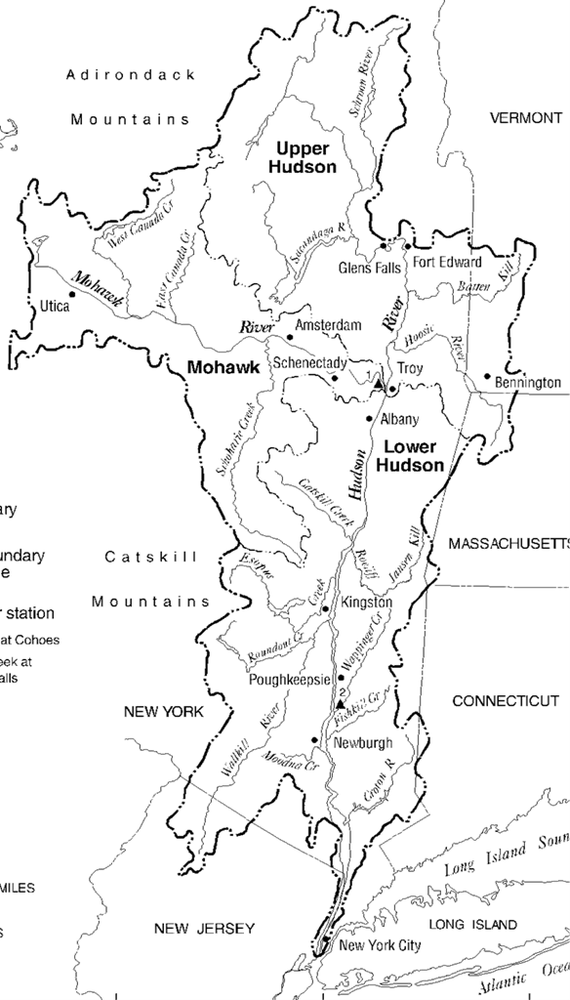 Adirondack
Mountains
VERMONT
Schroon River
Upper
Hudson
West Canada Cr
East Canada Cr
Sacandaga R
Glens Falls
Fort Edward
Batten
Kill
Mohawk
River
Utica
River
Amsterdam
Hoosic
River
Mohawk
Schenectady
1
Troy
Bennington
Albany
Lower
Hudson
Schoharie Creek
Hudson
Catskill Creek
ary
undary
e
r station
at Cohoes
eek at
alls
Catskill
Mountains
MASSACHUSETTS
Esopus
Creek
Roeliff
Jansen Kill
Kingston
Roundout Cr
Wappinger Cr
Poughkeepsie
2
Fishkill Cr
NEW YORK
CONNECTICUT
Wallkill
River
Newburgh
Moodna Cr
Croton R
Long Island Soun
MILES
S
NEW JERSEY
LONG ISLAND
New York City
Atlantic Ocea